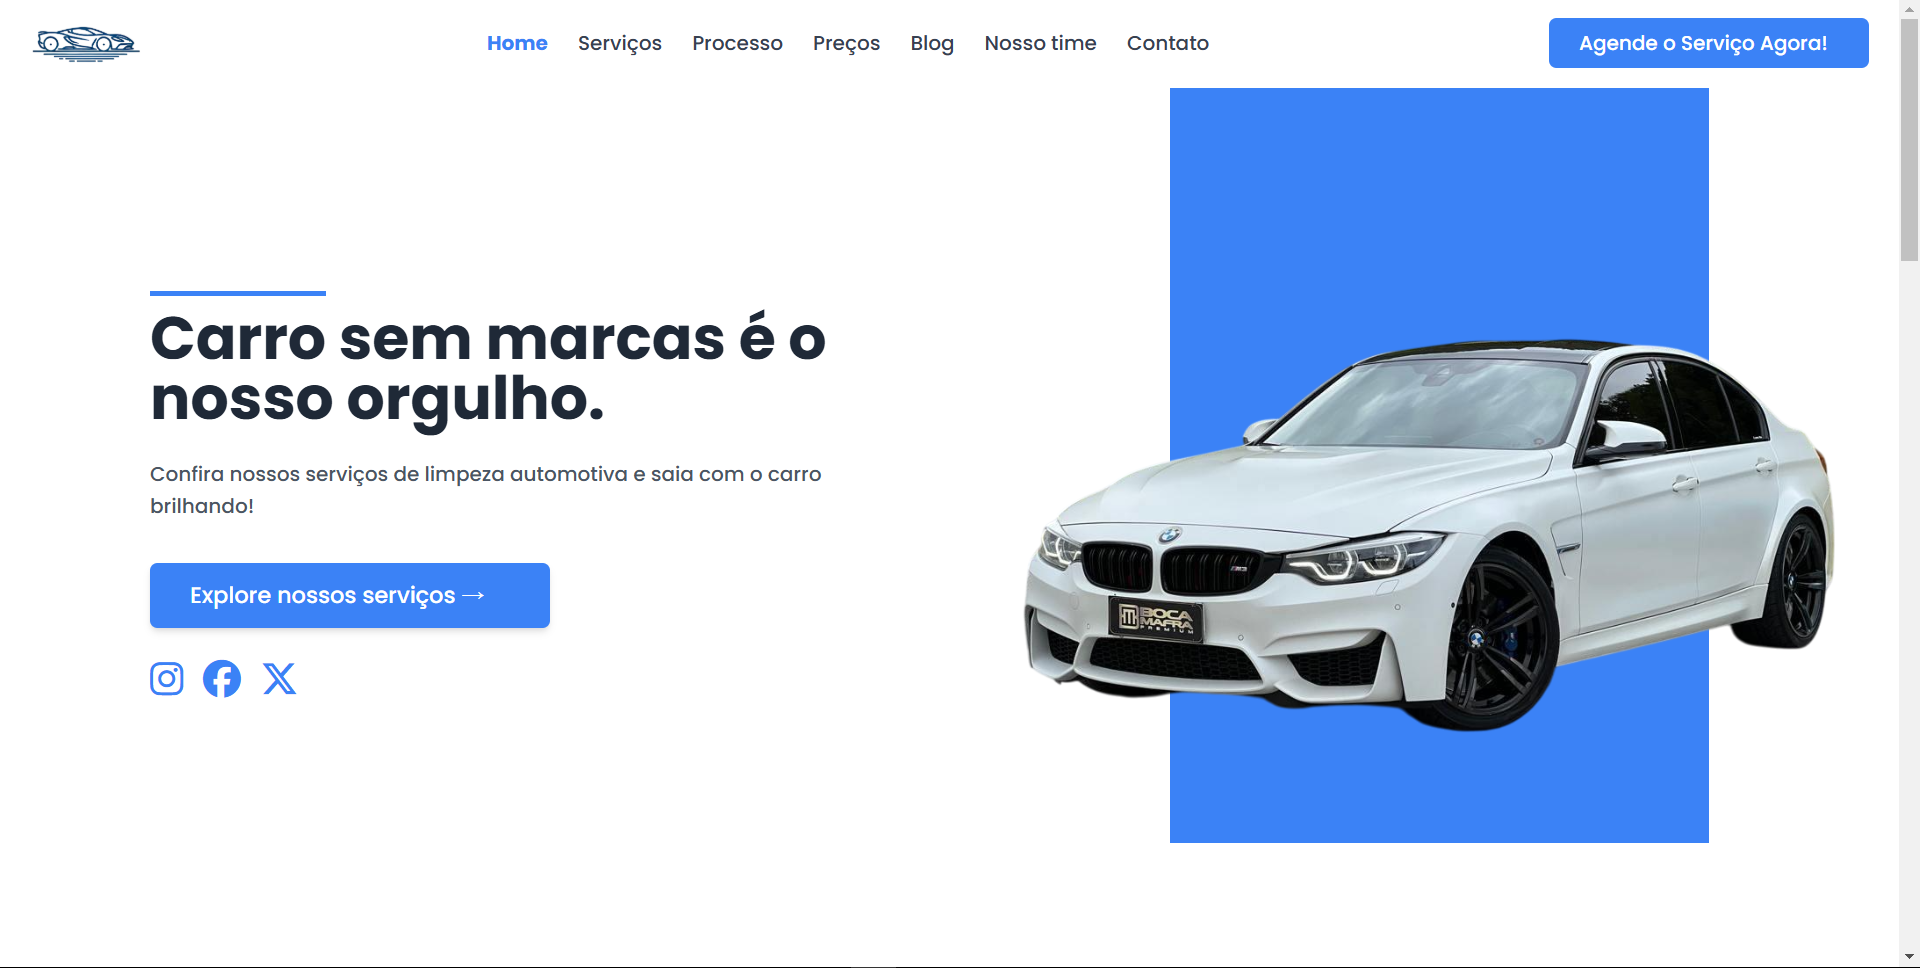 Home Serviços Processo Preços Blog Nosso time Contato
Agende o Serviço Agora!
Carro sem marcas é o
nosso orgulho.
Confira nossos serviços de limpeza automotiva e saia com o carro
brilhando!
Explore nossos serviços →
BOCA
MAFRA
PREMIUM